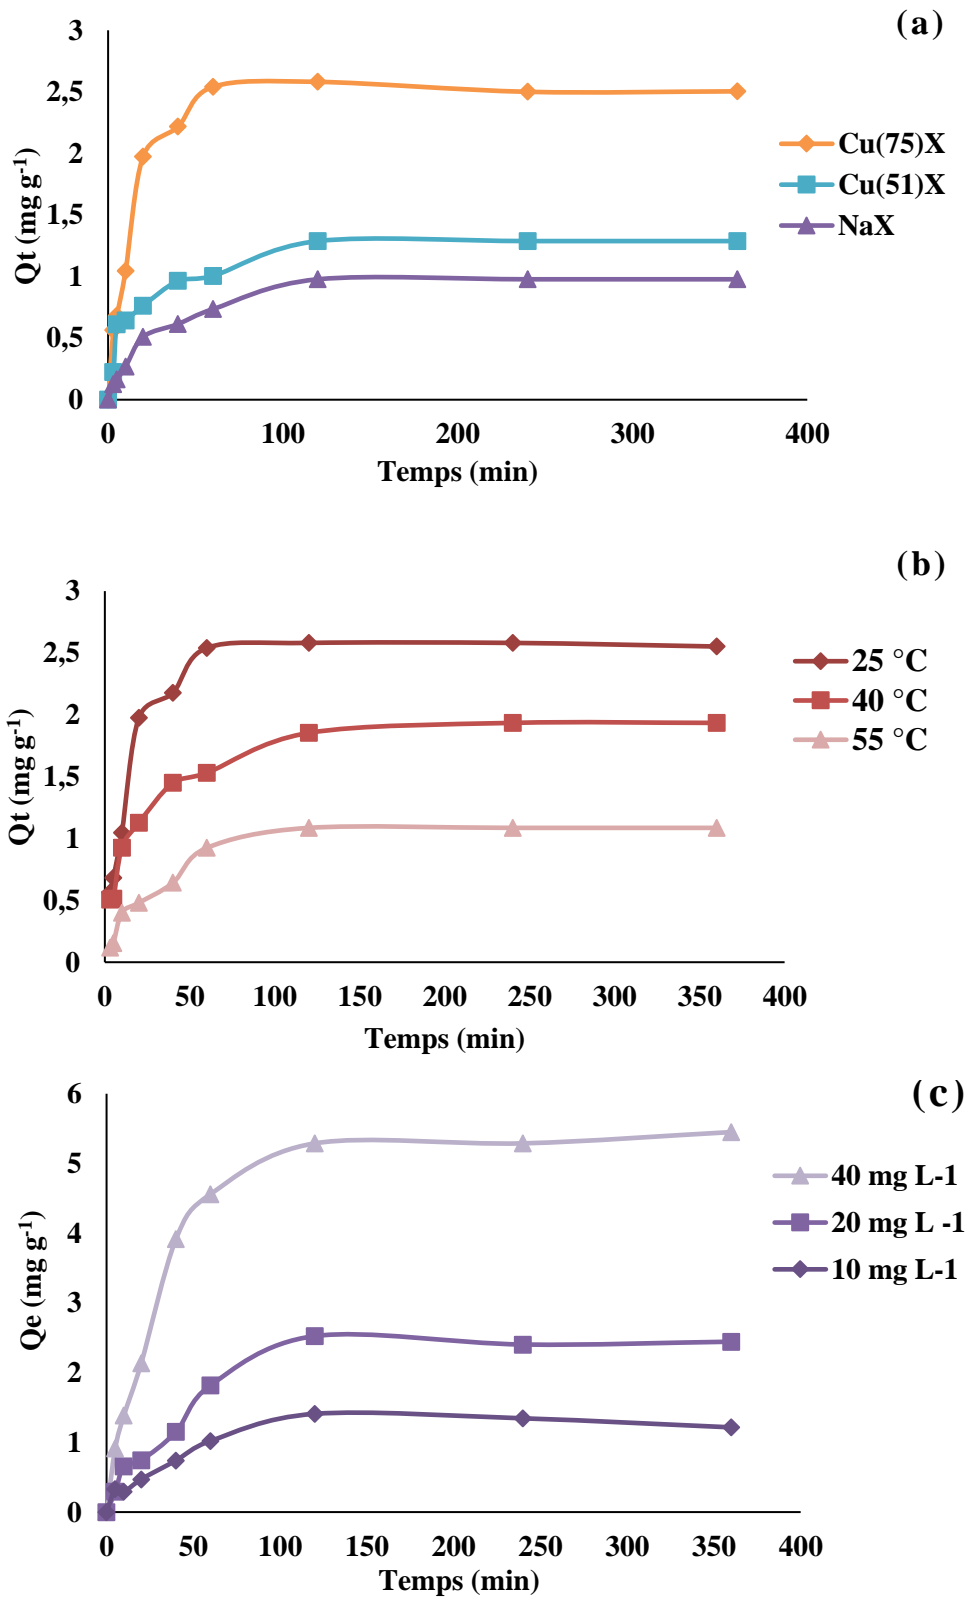 (a)
3
2,5
2
1,5
1
0,5
0
Qt (mg g-1)
0 100 200 300 400
Temps (min)
Cu(75)X
Cu(51)X
NaX
(b)
3
2,5
2
1,5
1
0,5
0
Qt (mg g-1)
0 50 100 150 200 250 300 350 400
Temps (min)
25 °C
40 °C
55 °C
(c)
6
5
4
3
2
1
0
Qe (mg g-1)
0 50 100 150 200 250 300 350 400
Temps (min)
40 mg L-1
20 mg L -1
10 mg L-1